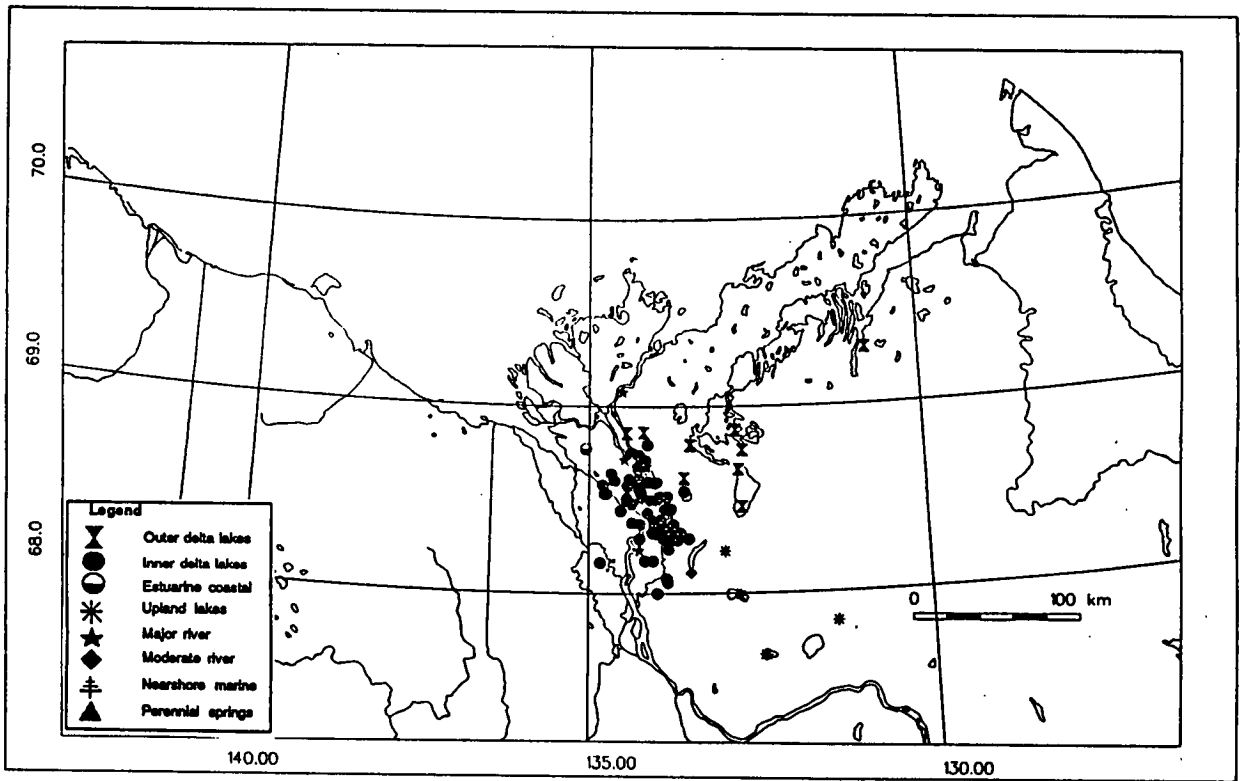 70.0
69.0
68.0
Legend
Outer delta lakes
Inner delta lakes
Estuarine coastal
Upland lakes
Major river
Moderate river
Nearshore marine
Perennial springs
0 100 km
140.00 135.00 130.00